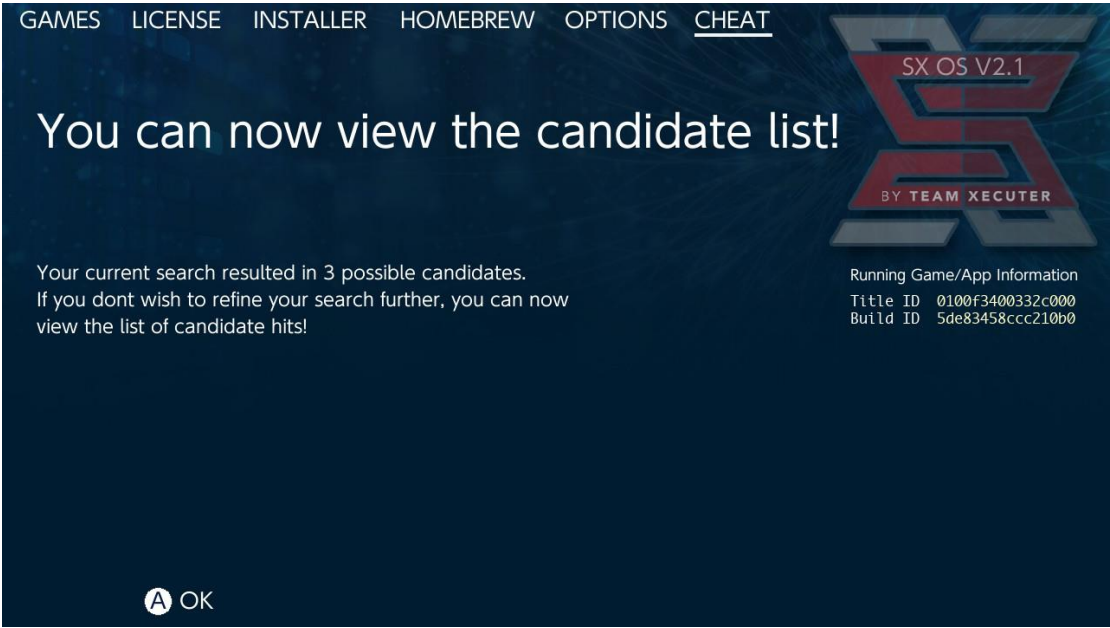 GAMES LICENSE INSTALLER HOMEBREW OPTIONS CHEAT
SX OS V2.1
You can now view the candidate list!
BY TEAM XECUTER
Your current search resulted in 3 possible candidates.
If you dont wish to refine your search further, you can now
view the list of candidate hits!
Running Game/App Information
Title ID 0100f3400332c000
Build ID 5de83458ccc210b0
A OK